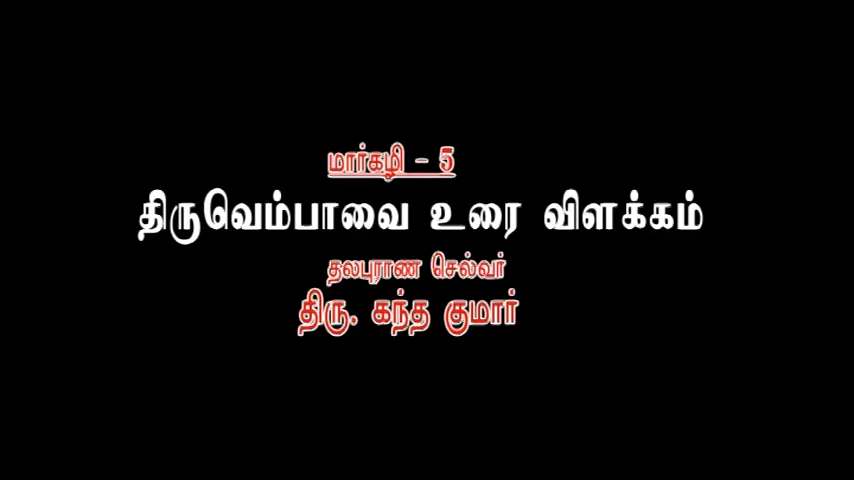 மார்கழி - 5
திருவெம்பாவை உரை விளக்கம்
தலபுராண செல்வர்
திரு. கந்த குமார்